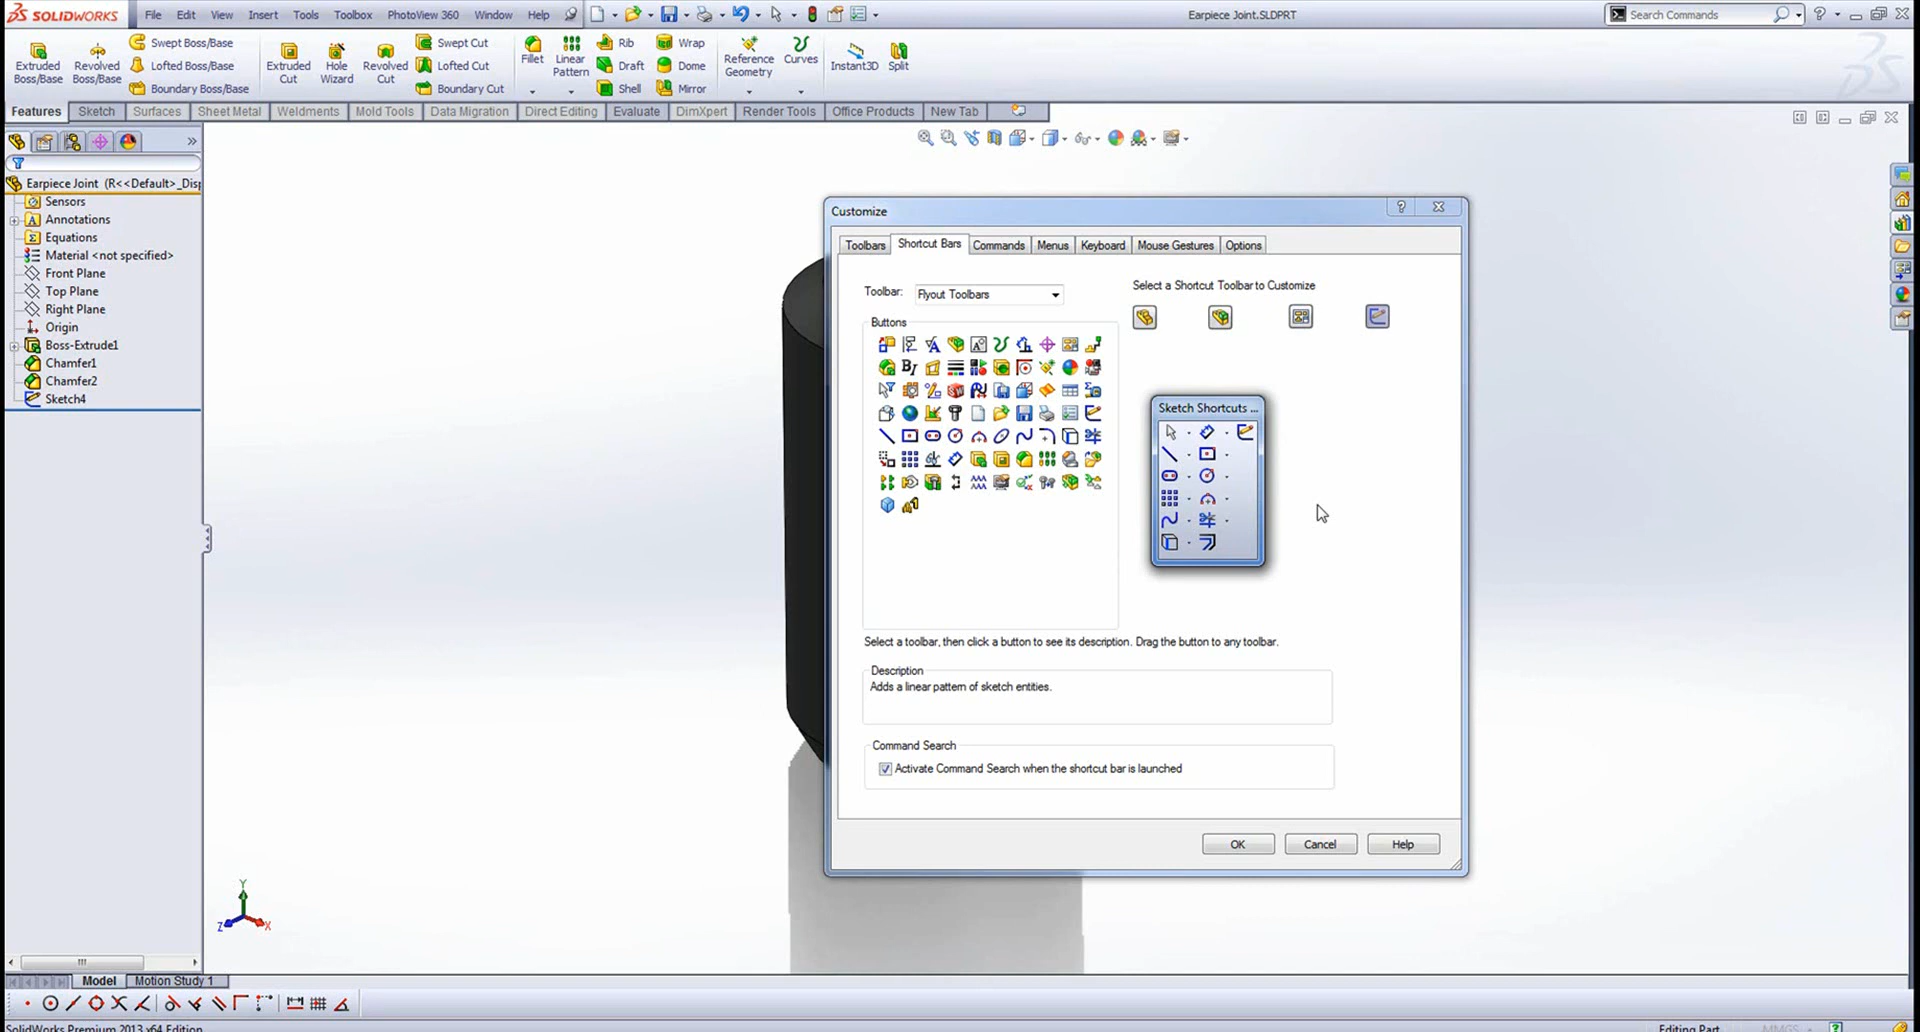 SOLIDWORKS File Edit View Insert Tools Toolbox PhotoView 360 Window Help Earpiece Joint.SLDPRT Search Commands
Extruded Boss/Base
Revolved Boss/Base
Swept Boss/Base
Lofted Boss/Base
Boundary Boss/Base
Extruded Cut
Hole Wizard
Revolved Cut
Swept Cut
Lofted Cut
Boundary Cut
Fillet
Linear Pattern
Rib
Draft
Shell
Wrap
Dome
Mirror
Reference Geometry
Curves
Instant3D
Split
Features Sketch Surfaces Sheet Metal Weldments Mold Tools Data Migration Direct Editing Evaluate DimXpert Render Tools Office Products New Tab
Earpiece Joint (R<<Default>_Disp
Sensors
Annotations
Equations
Material <not specified>
Front Plane
Top Plane
Right Plane
Origin
Boss-Extrude1
Chamfer1
Chamfer2
Sketch4
Customize
Toolbars Shortcut Bars Commands Menus Keyboard Mouse Gestures Options
Toolbar: Flyout Toolbars
Select a Shortcut Toolbar to Customize
Buttons
Sketch Shortcuts ...
Select a toolbar, then click a button to see its description. Drag the button to any toolbar.
Description
Adds a linear pattern of sketch entities.
Command Search
Activate Command Search when the shortcut bar is launched
OK Cancel Help
Y
Z X
Model Motion Study 1
SolidWorks Premium 2013 x64 Edition Editing Part MMGS